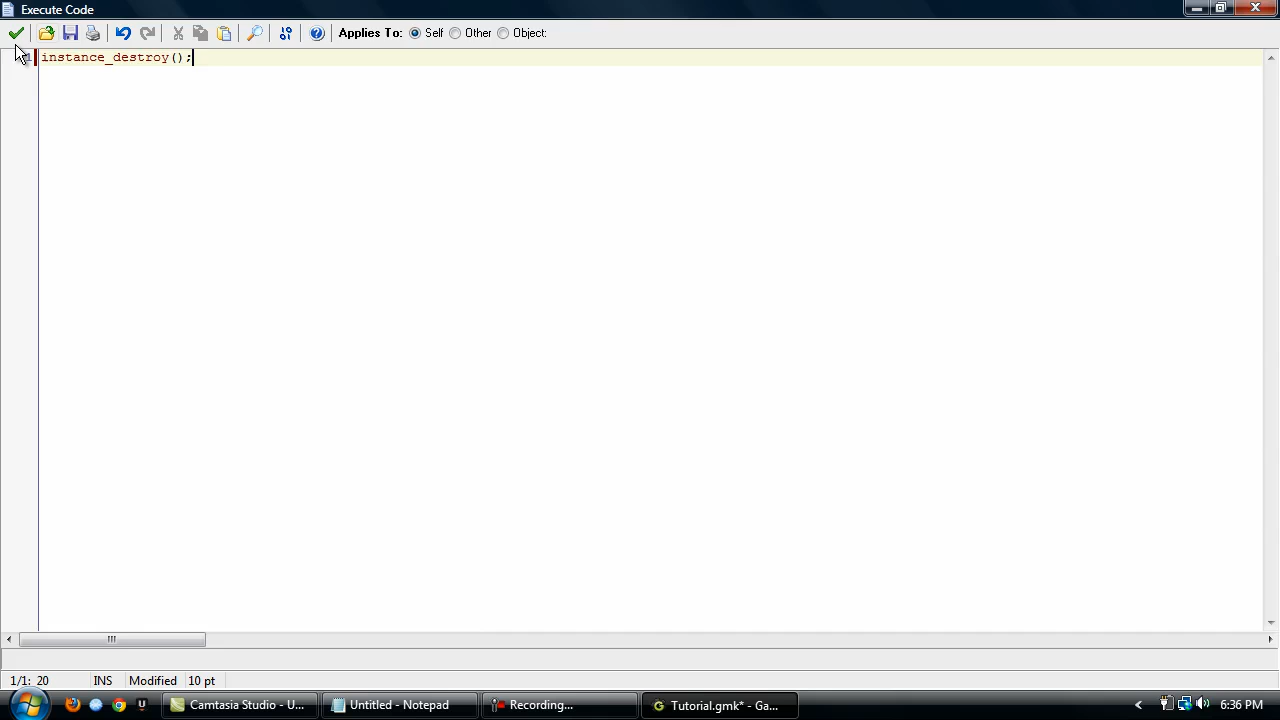 Execute Code
Applies To: Self Other Object:
1 instance_destroy();
1/1: 20 INS Modified 10 pt
Camtasia Studio - U... Untitled - Notepad Recording... Tutorial.gmk* - Ga... 6:36 PM